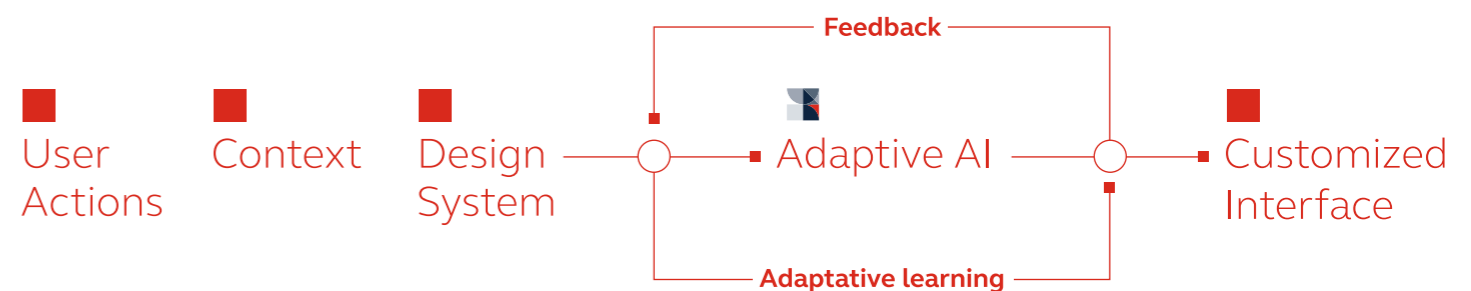 Feedback
User
Actions
Context
Design
System
Adaptive AI
Customized
Interface
Adaptative learning